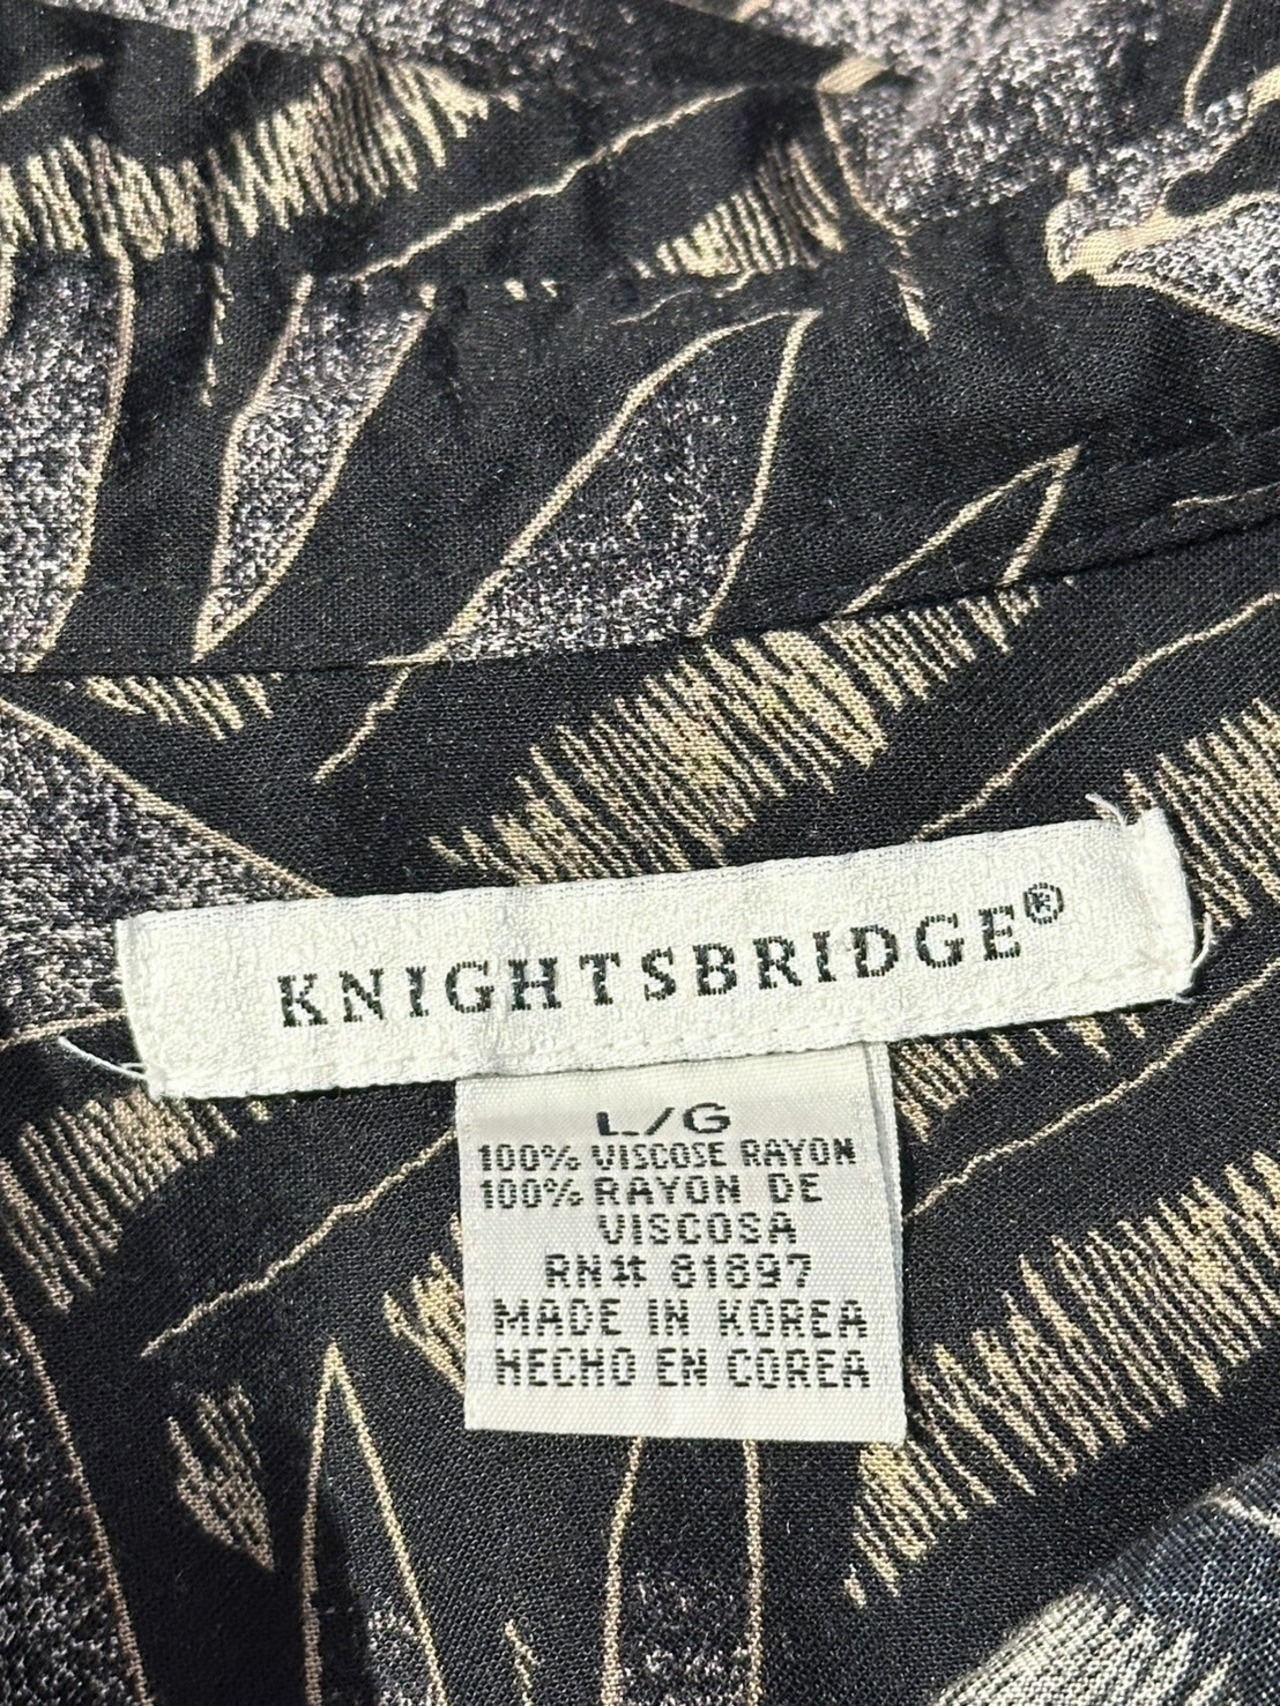 KNIGHTSBRIDGE®
L/G
100% VISCOSE RAYON
100% RAYON DE
VISCOSA
RN# 81897
MADE IN KOREA
HECHO EN COREA